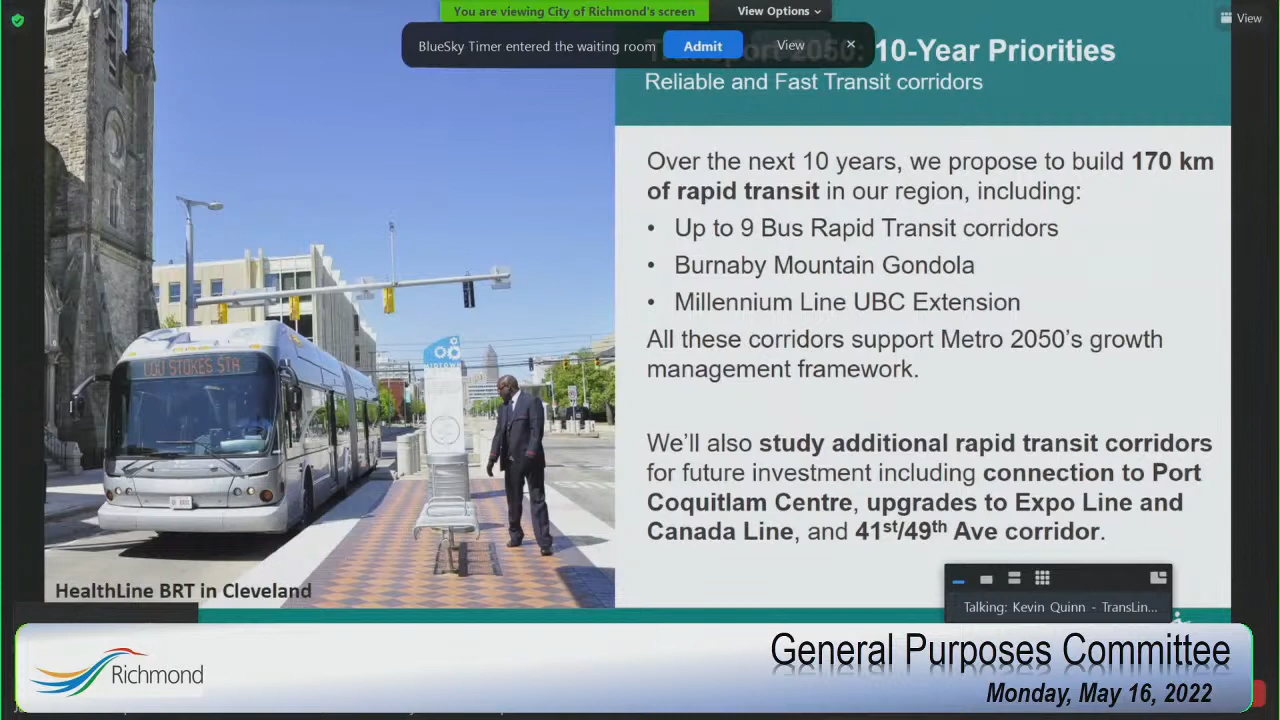 You are viewing City of Richmond's screen
View Options
View
BlueSky Timer entered the waiting room
Admit
View
Transport 2050: 10-Year Priorities
Reliable and Fast Transit corridors
Over the next 10 years, we propose to build 170 km
of rapid transit in our region, including:
• Up to 9 Bus Rapid Transit corridors
• Burnaby Mountain Gondola
• Millennium Line UBC Extension
All these corridors support Metro 2050's growth
management framework.
We'll also study additional rapid transit corridors
for future investment including connection to Port
Coquitlam Centre, upgrades to Expo Line and
Canada Line, and 41st/49th Ave corridor.
LOU STOKES STA
HealthLine BRT in Cleveland
Talking: Kevin Quinn - TransLin...
General Purposes Committee
Richmond
Monday, May 16, 2022